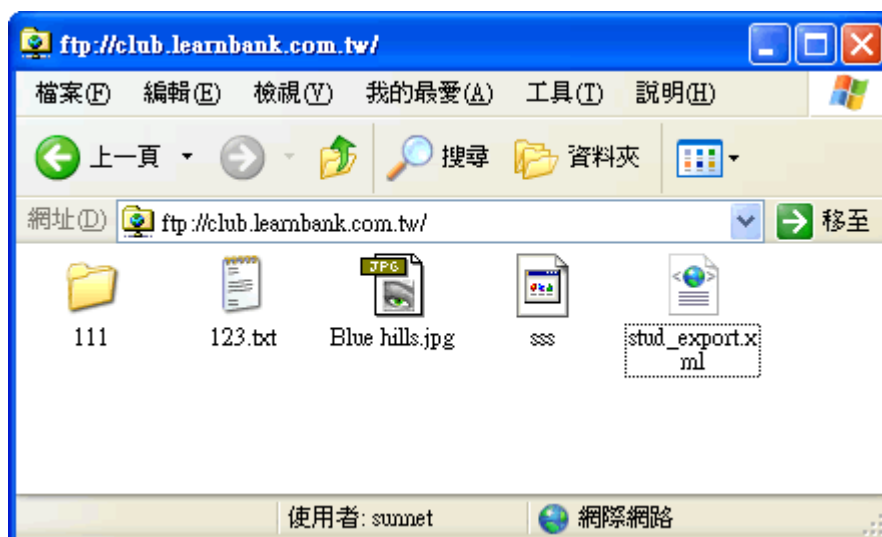 ftp://club.learnbank.com.tw/
檔案(F) 編輯(E) 檢視(V) 我的最愛(A) 工具(T) 說明(H)
上一頁 搜尋 資料夾
網址(D) ftp://club.learnbank.com.tw/ 移至
JPG
111 123.txt Blue hills.jpg sss stud_export.x
ml
使用者: sunnet 網際網路